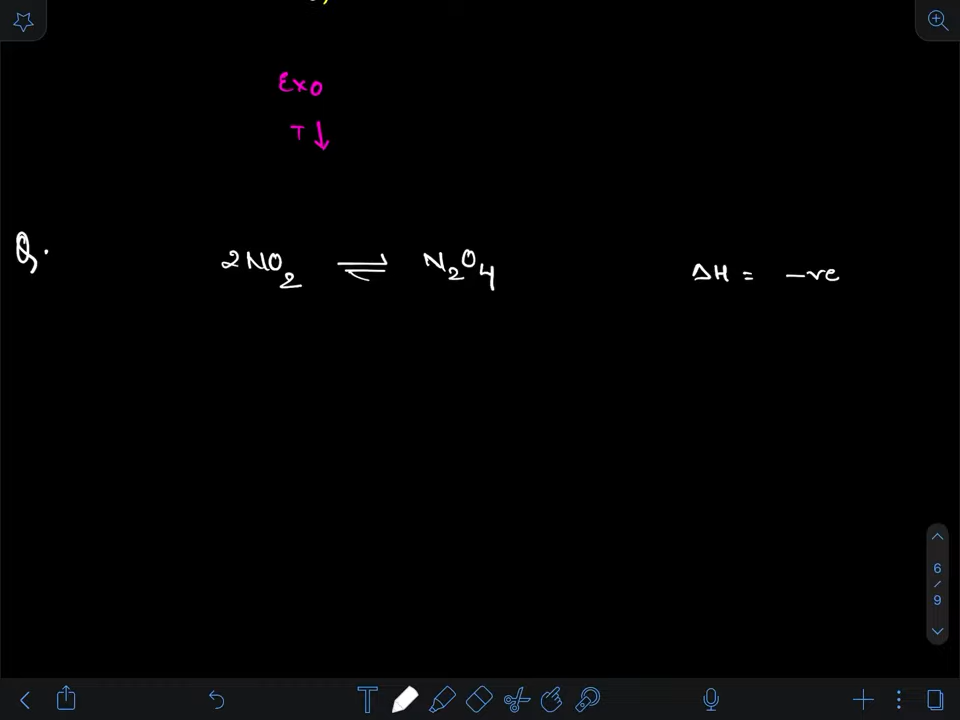 Exo
T ↓
Q. 2NO₂ ⇌ N₂O₄ ΔH = -ve
6
/
9
T